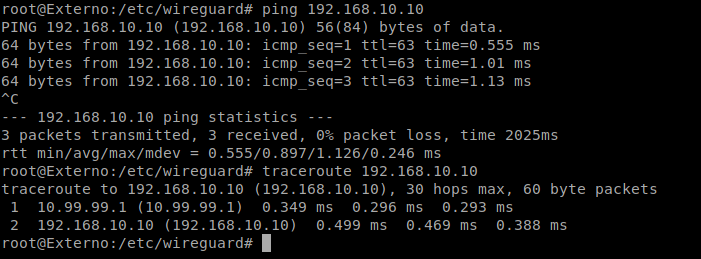 root@Externo:/etc/wireguard# ping 192.168.10.10
PING 192.168.10.10 (192.168.10.10) 56(84) bytes of data.
64 bytes from 192.168.10.10: icmp_seq=1 ttl=63 time=0.555 ms
64 bytes from 192.168.10.10: icmp_seq=2 ttl=63 time=1.01 ms
64 bytes from 192.168.10.10: icmp_seq=3 ttl=63 time=1.13 ms
^C
--- 192.168.10.10 ping statistics ---
3 packets transmitted, 3 received, 0% packet loss, time 2025ms
rtt min/avg/max/mdev = 0.555/0.897/1.126/0.246 ms
root@Externo:/etc/wireguard# traceroute 192.168.10.10
traceroute to 192.168.10.10 (192.168.10.10), 30 hops max, 60 byte packets
 1  10.99.99.1 (10.99.99.1)  0.349 ms  0.296 ms  0.293 ms
 2  192.168.10.10 (192.168.10.10)  0.499 ms  0.469 ms  0.388 ms
root@Externo:/etc/wireguard#